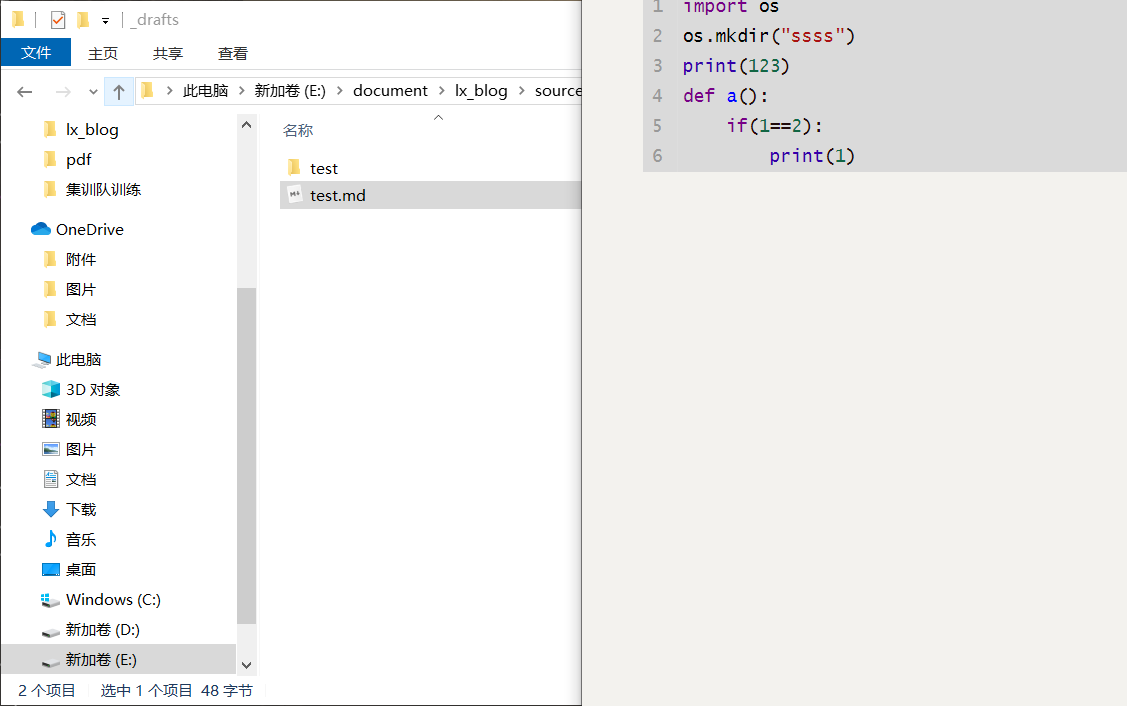 _drafts
文件 主页 共享 查看
此电脑 新加卷 (E:) document lx_blog source
lx_blog
pdf
集训队训练
OneDrive
附件
图片
文档
此电脑
3D 对象
视频
图片
文档
下载
音乐
桌面
Windows (C:)
新加卷 (D:)
新加卷 (E:)
名称
test
test.md
2 个项目 选中 1 个项目 48 字节
1 import os
2 os.mkdir("ssss")
3 print(123)
4 def a():
5     if(1==2):
6         print(1)